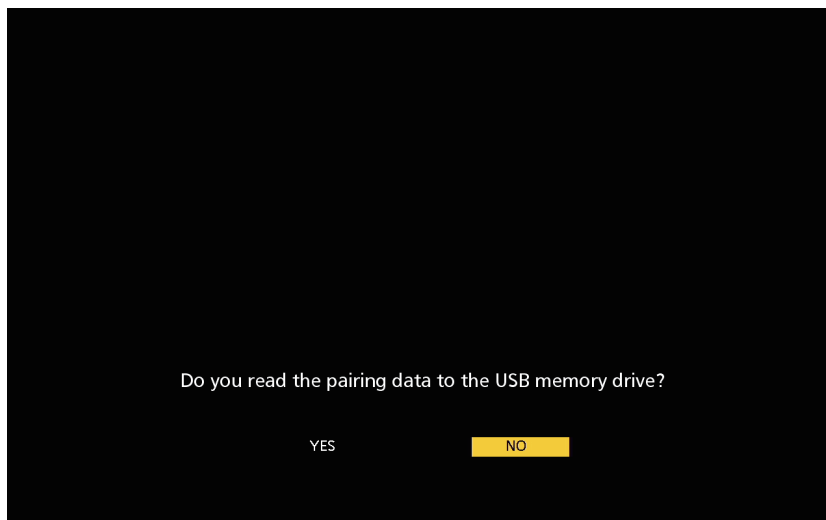 Do you read the pairing data to the USB memory drive?
YES NO